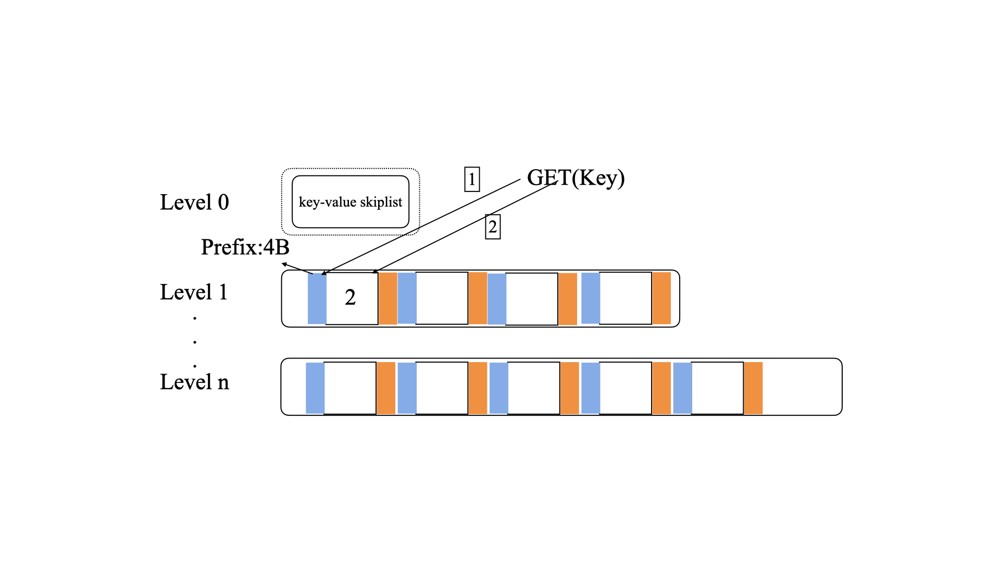 1
GET(Key)
Level 0
key-value skiplist
2
Prefix:4B
Level 1
2
.
.
.
Level n